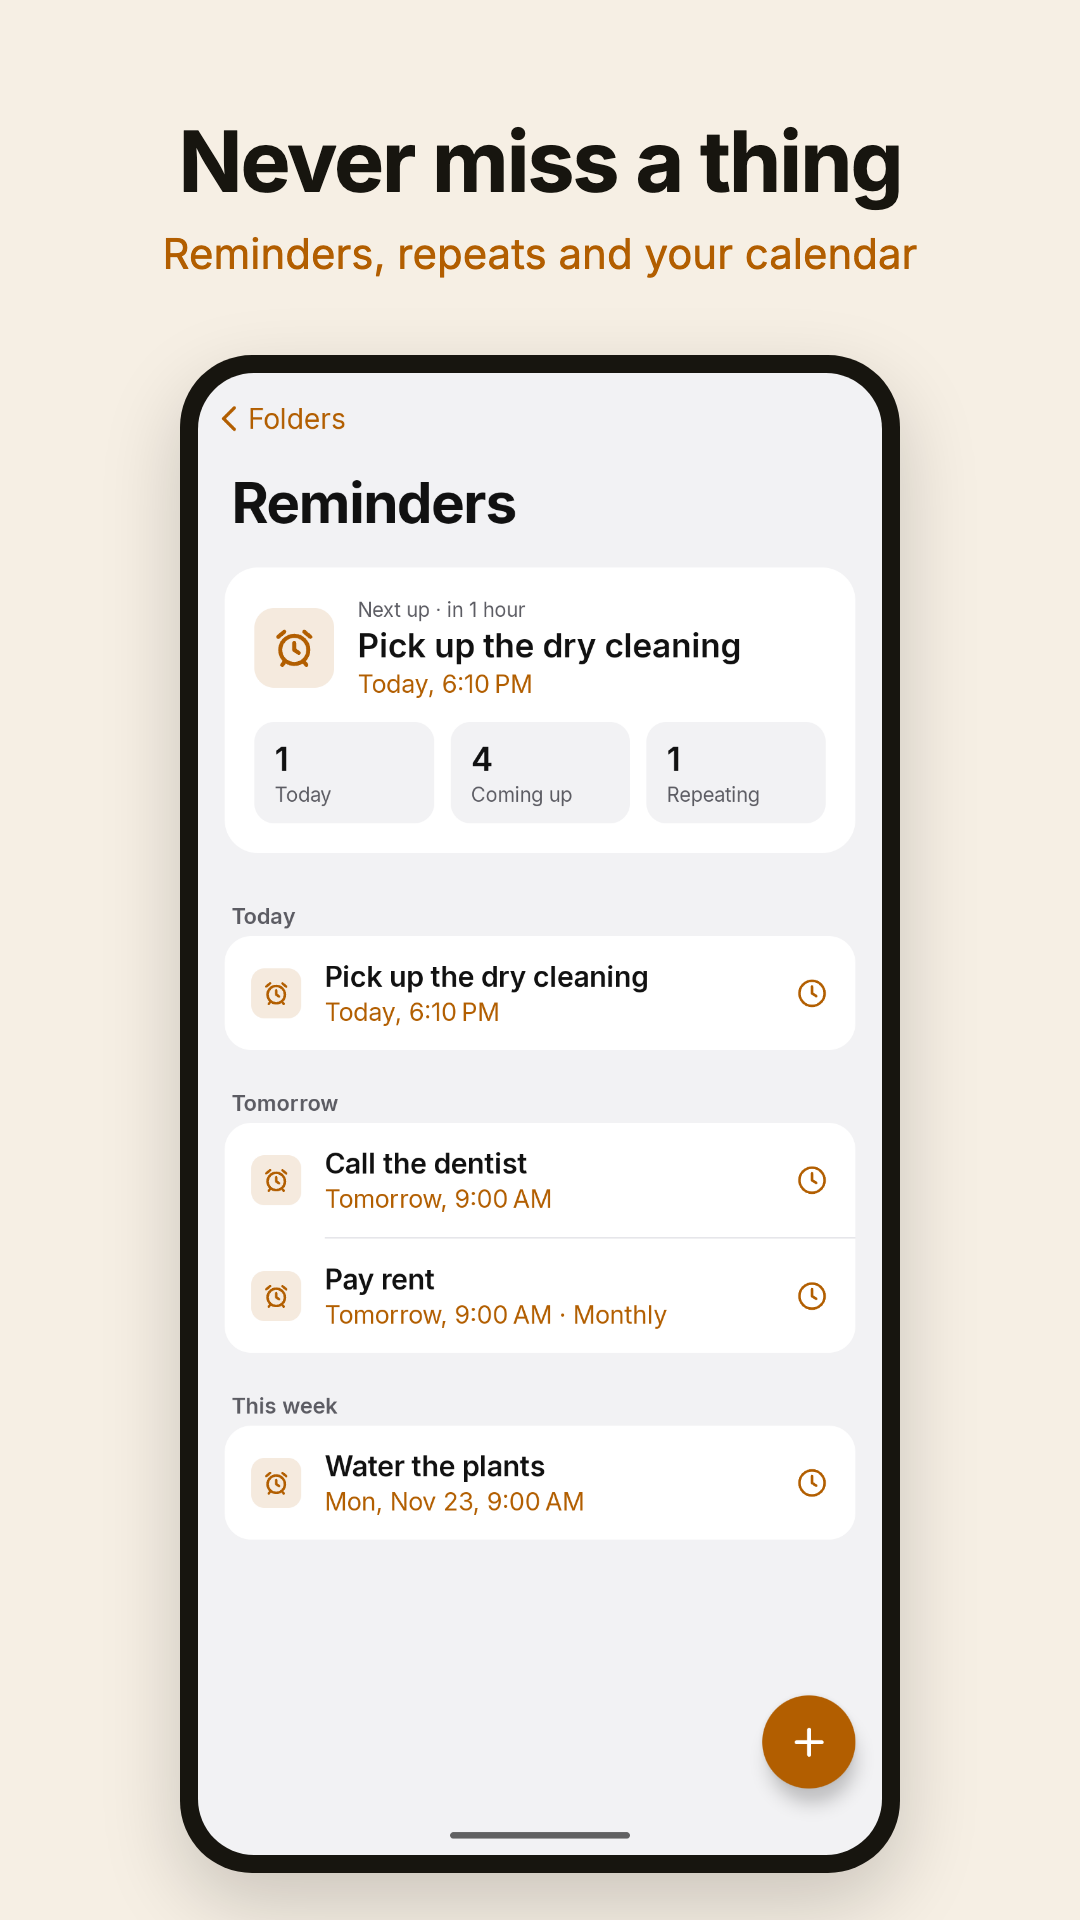 Never miss a thing
Reminders, repeats and your calendar
Folders
Reminders
Next up · in 1 hour
Pick up the dry cleaning
Today, 6:10 PM
1
Today
4
Coming up
1
Repeating
Today
Pick up the dry cleaning
Today, 6:10 PM
Tomorrow
Call the dentist
Tomorrow, 9:00 AM
Pay rent
Tomorrow, 9:00 AM · Monthly
This week
Water the plants
Mon, Nov 23, 9:00 AM